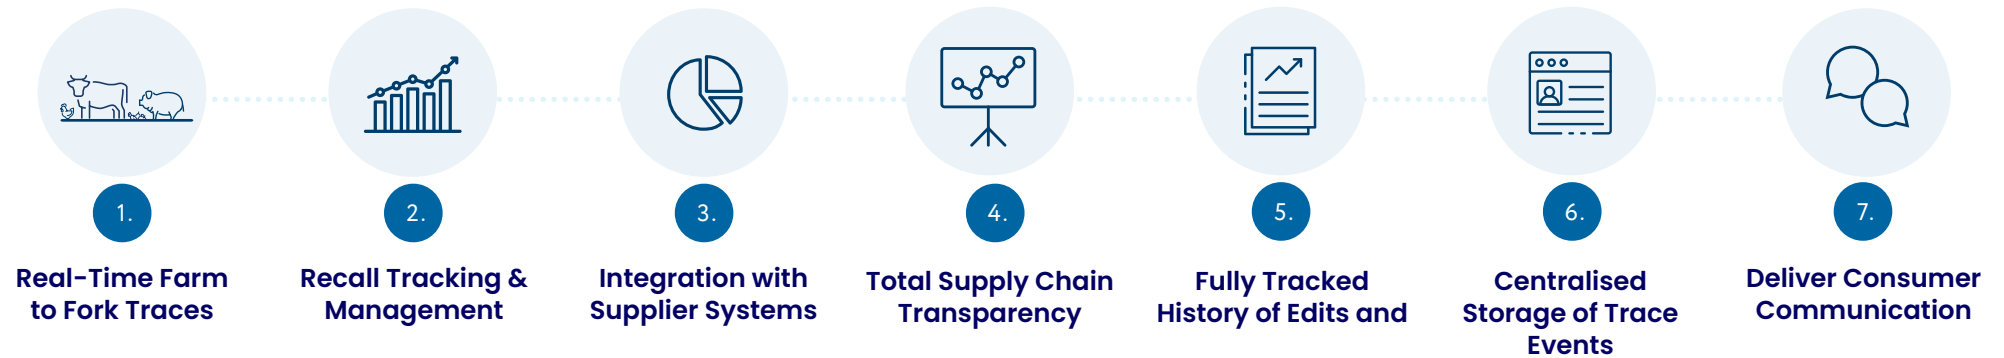 1.
Real-Time Farm
to Fork Traces
2.
Recall Tracking &
Management
3.
Integration with
Supplier Systems
4.
Total Supply Chain
Transparency
5.
Fully Tracked
History of Edits and
6.
Centralised
Storage of Trace
Events
7.
Deliver Consumer
Communication